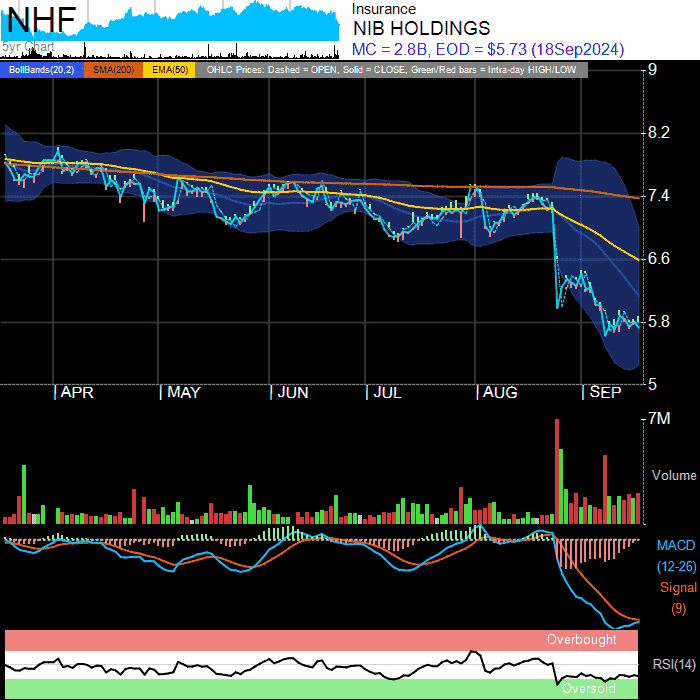 NHF
5yr Chart
Insurance
NIB HOLDINGS
MC = 2.8B, EOD = $5.73 (18Sep2024)
BollBands(20,2) SMA(200) EMA(50) OHLC Prices: Dashed = OPEN, Solid = CLOSE, Green/Red bars = Intra-day HIGH/LOW
9
8.2
7.4
6.6
5.8
5
APR MAY JUN JUL AUG SEP
7M
Volume
MACD
(12-26)
Signal
(9)
Overbought
RSI(14)
Oversold